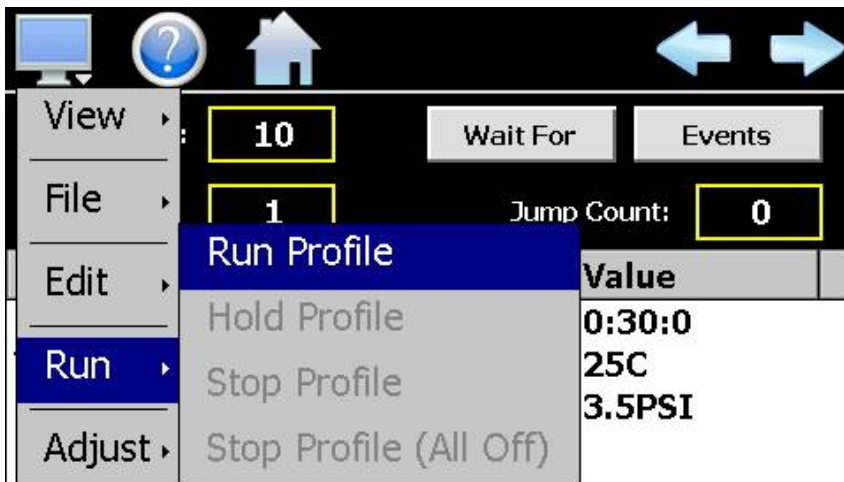 ?
View
:
10
Wait For
Events
File
1
Jump Count:
0
Run Profile
Edit
Value
Hold Profile
0:30:0
Run
25C
Stop Profile
3.5PSI
Adjust
Stop Profile (All Off)